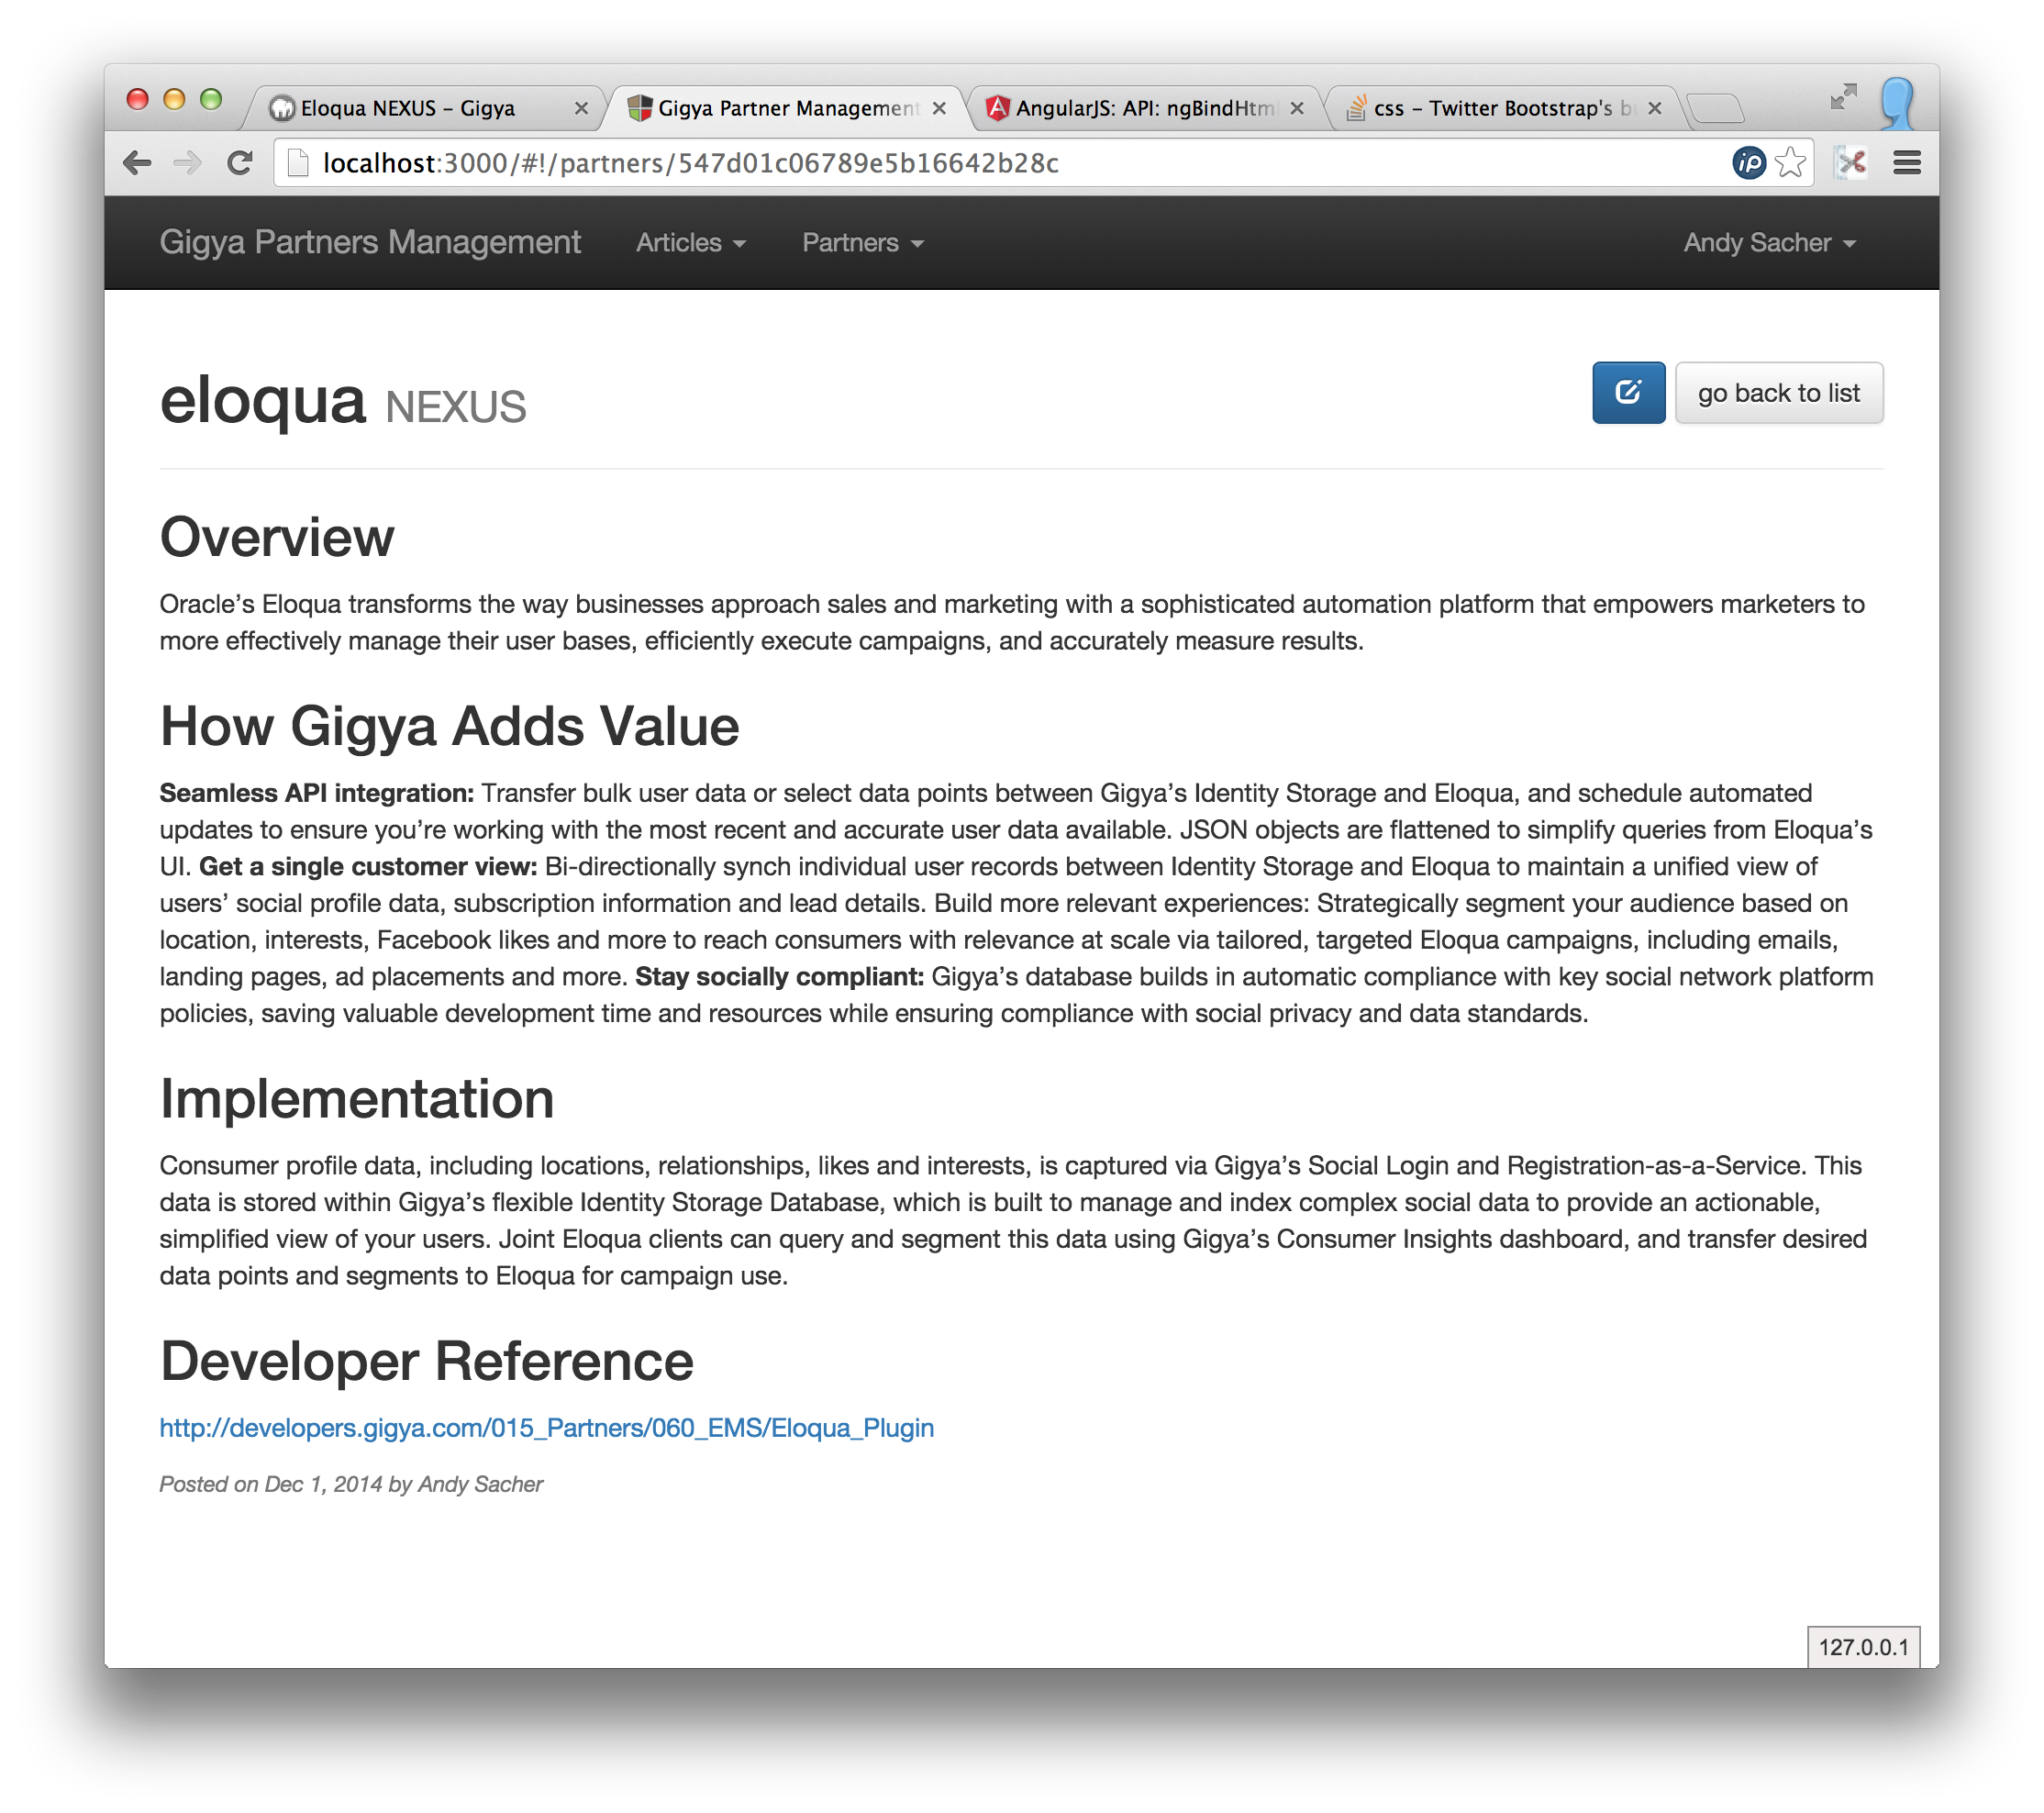 Eloqua NEXUS – Gigya
Gigya Partner Management
AngularJS: API: ngBindHtml
css – Twitter Bootstrap's b
localhost:3000/#!/partners/547d01c06789e5b16642b28c
ip
Gigya Partners Management Articles Partners Andy Sacher
eloqua NEXUS
go back to list
Overview
Oracle’s Eloqua transforms the way businesses approach sales and marketing with a sophisticated automation platform that empowers marketers to
more effectively manage their user bases, efficiently execute campaigns, and accurately measure results.
How Gigya Adds Value
Seamless API integration: Transfer bulk user data or select data points between Gigya’s Identity Storage and Eloqua, and schedule automated
updates to ensure you’re working with the most recent and accurate user data available. JSON objects are flattened to simplify queries from Eloqua’s
UI. Get a single customer view: Bi-directionally synch individual user records between Identity Storage and Eloqua to maintain a unified view of
users’ social profile data, subscription information and lead details. Build more relevant experiences: Strategically segment your audience based on
location, interests, Facebook likes and more to reach consumers with relevance at scale via tailored, targeted Eloqua campaigns, including emails,
landing pages, ad placements and more. Stay socially compliant: Gigya’s database builds in automatic compliance with key social network platform
policies, saving valuable development time and resources while ensuring compliance with social privacy and data standards.
Implementation
Consumer profile data, including locations, relationships, likes and interests, is captured via Gigya’s Social Login and Registration-as-a-Service. This
data is stored within Gigya’s flexible Identity Storage Database, which is built to manage and index complex social data to provide an actionable,
simplified view of your users. Joint Eloqua clients can query and segment this data using Gigya’s Consumer Insights dashboard, and transfer desired
data points and segments to Eloqua for campaign use.
Developer Reference
http://developers.gigya.com/015_Partners/060_EMS/Eloqua_Plugin
Posted on Dec 1, 2014 by Andy Sacher
127.0.0.1